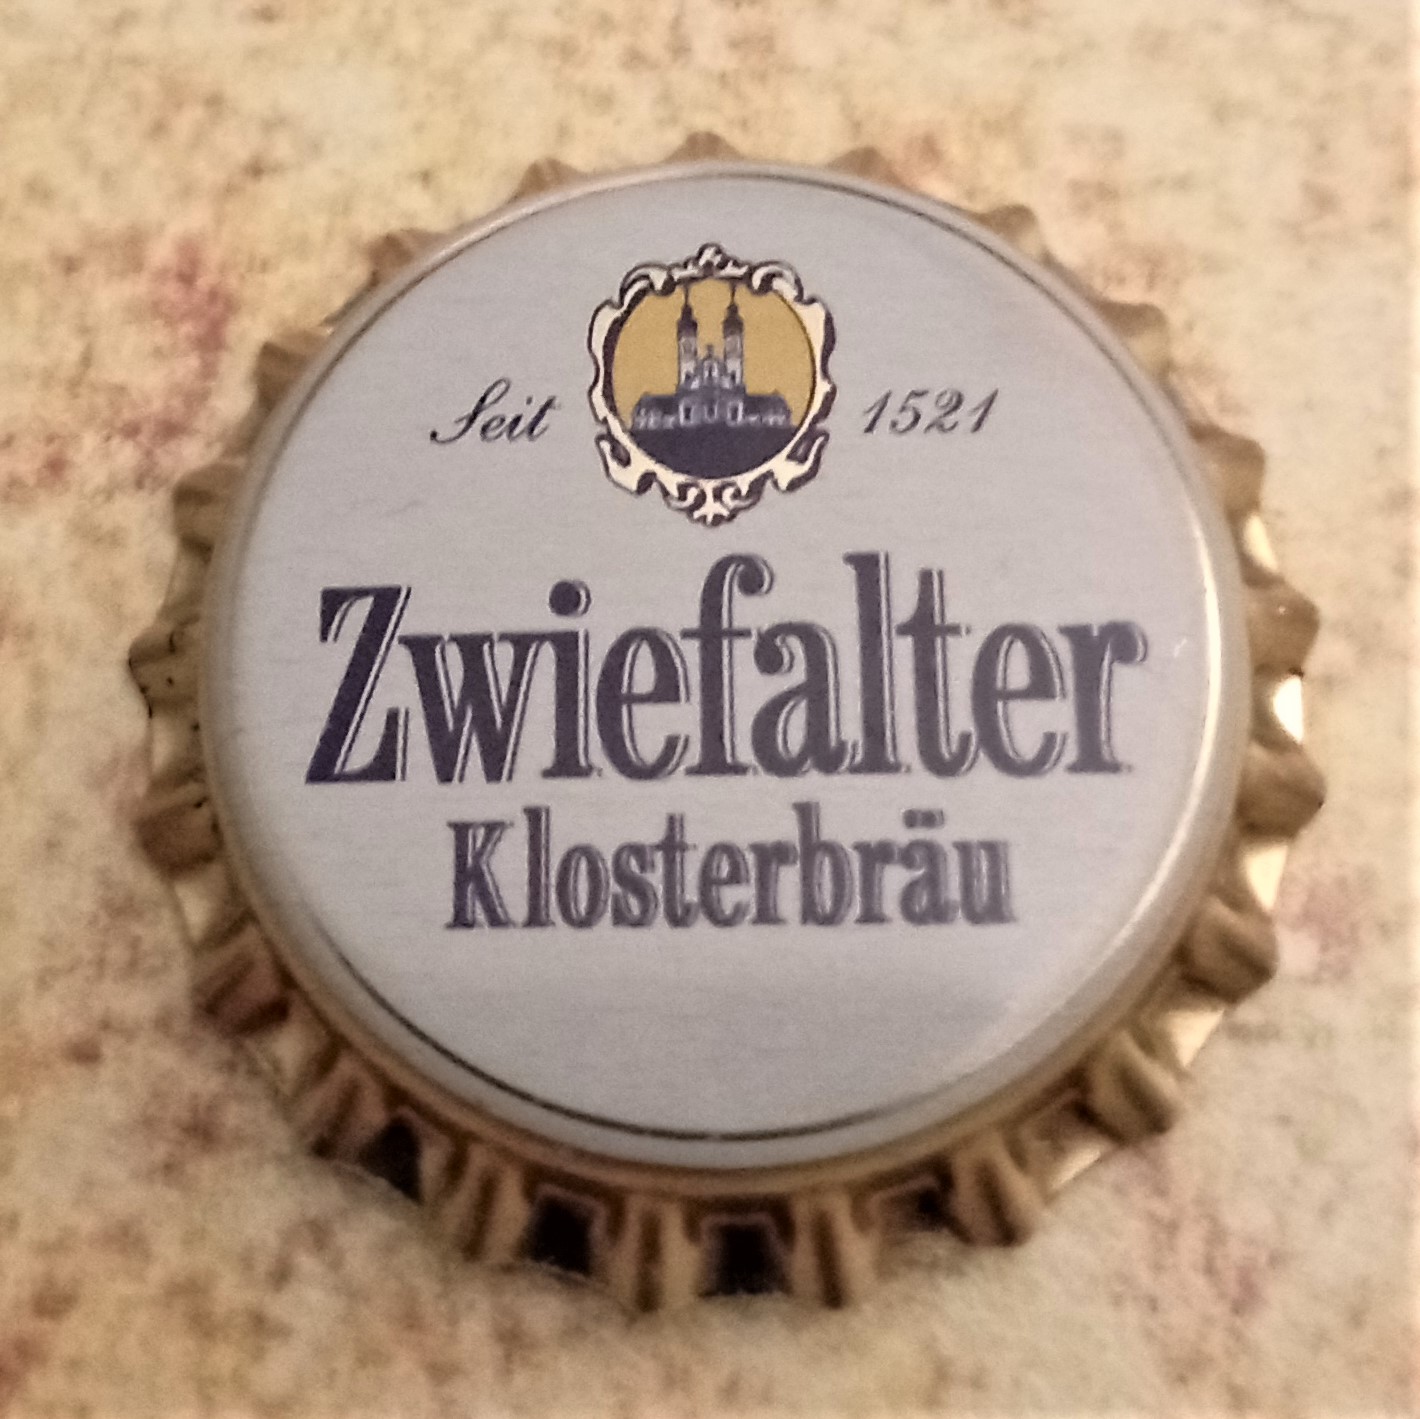 Seit 1521
Zwiefalter
Klosterbräu